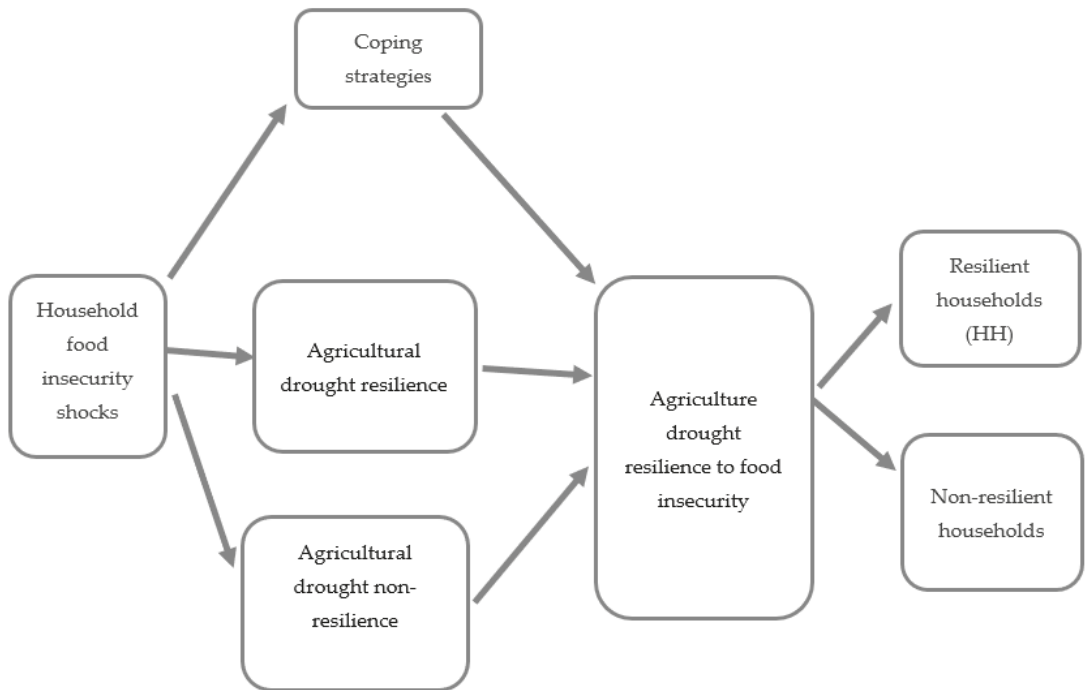 Coping
strategies
Household
food
insecurity
shocks
Agricultural
drought resilience
Agricultural
drought non-
resilience
Agriculture
drought
resilience to food
insecurity
Resilient
households
(HH)
Non-resilient
households